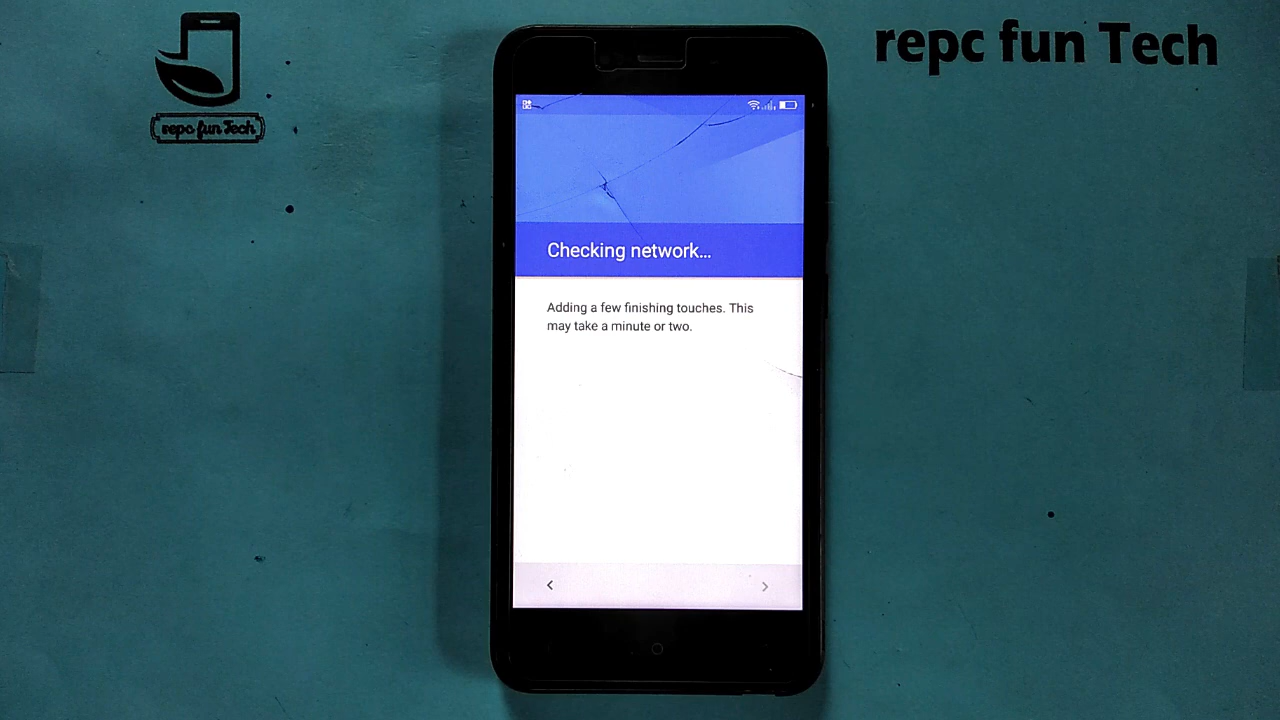 repc fun Tech
repc fun Tech
Checking network...
Adding a few finishing touches. This
may take a minute or two.